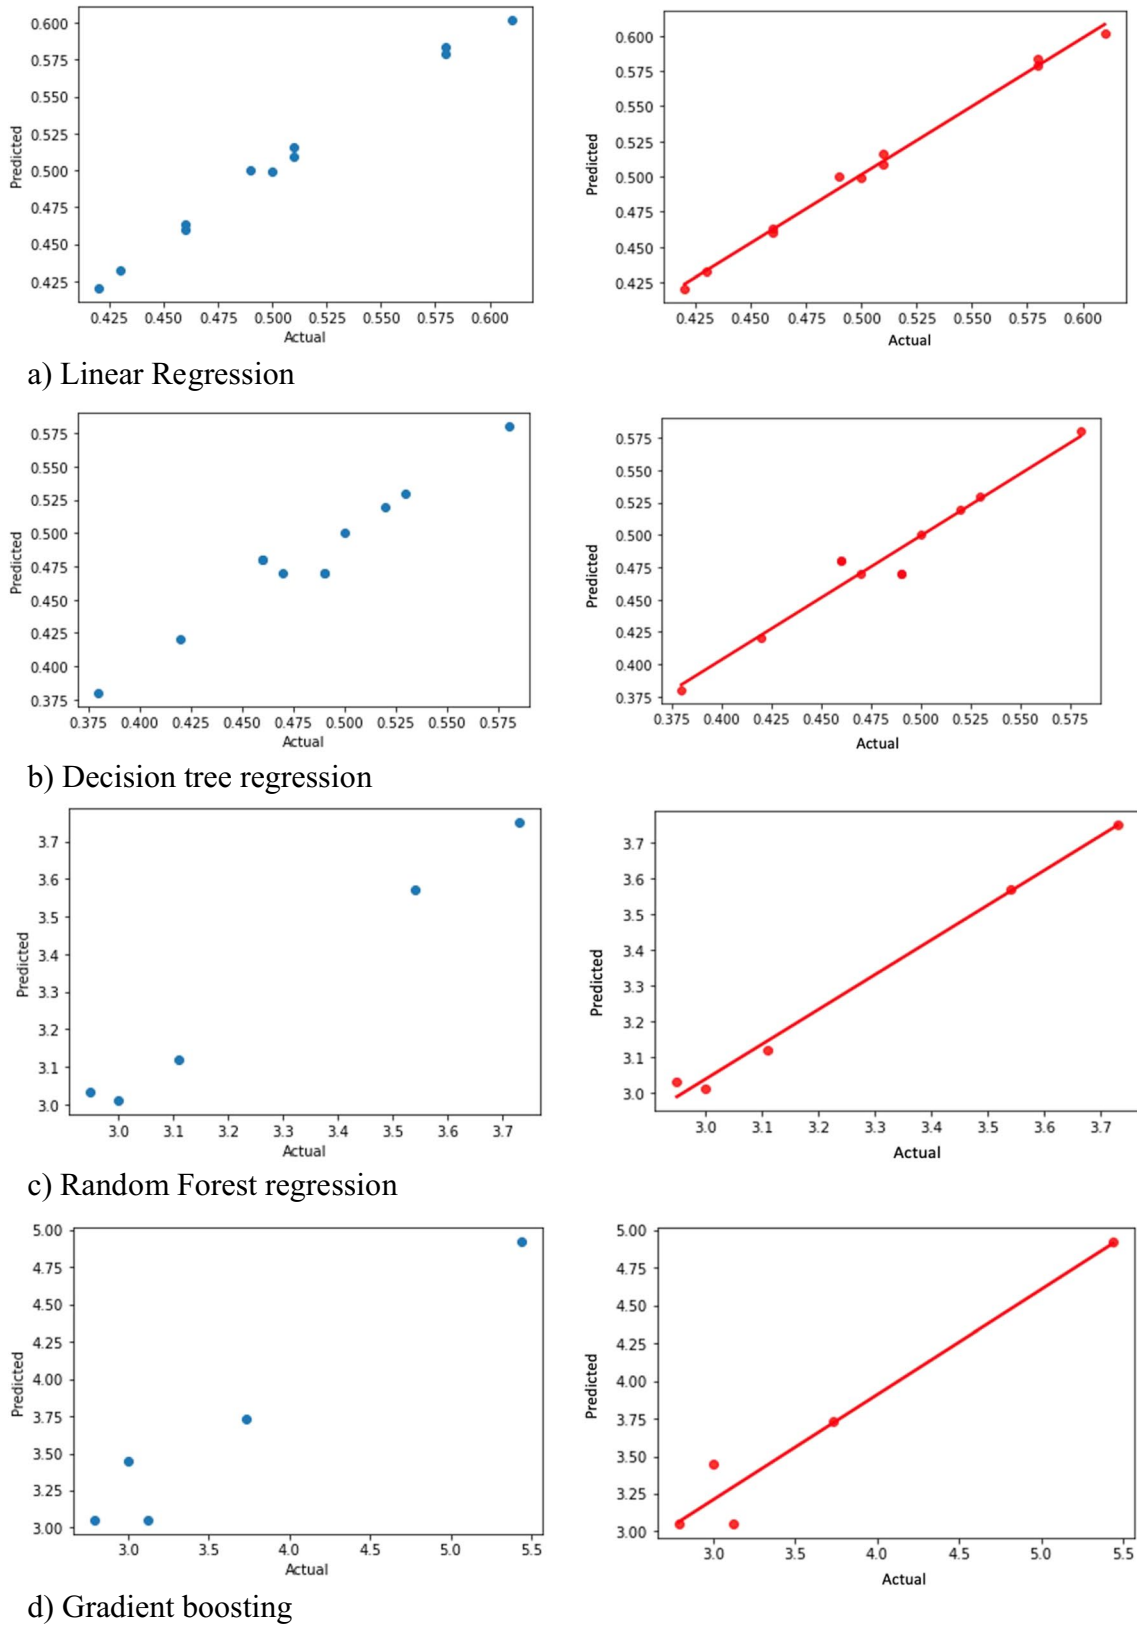 0.600
0.575
0.550
0.525
0.500
0.475
0.450
0.425
Predicted
0.425 0.450 0.475 0.500 0.525 0.550 0.575 0.600
Actual
0.600
0.575
0.550
0.525
0.500
0.475
0.450
0.425
Predicted
0.425 0.450 0.475 0.500 0.525 0.550 0.575 0.600
Actual
a) Linear Regression
0.575
0.550
0.525
0.500
0.475
0.450
0.425
0.400
0.375
Predicted
0.375 0.400 0.425 0.450 0.475 0.500 0.525 0.550 0.575
Actual
0.575
0.550
0.525
0.500
0.475
0.450
0.425
0.400
0.375
Predicted
0.375 0.400 0.425 0.450 0.475 0.500 0.525 0.550 0.575
Actual
b) Decision tree regression
3.7
3.6
3.5
3.4
3.3
3.2
3.1
3.0
Predicted
3.0 3.1 3.2 3.3 3.4 3.5 3.6 3.7
Actual
3.7
3.6
3.5
3.4
3.3
3.2
3.1
3.0
Predicted
3.0 3.1 3.2 3.3 3.4 3.5 3.6 3.7
Actual
c) Random Forest regression
5.00
4.75
4.50
4.25
4.00
3.75
3.50
3.25
3.00
Predicted
3.0 3.5 4.0 4.5 5.0 5.5
Actual
5.00
4.75
4.50
4.25
4.00
3.75
3.50
3.25
3.00
Predicted
3.0 3.5 4.0 4.5 5.0 5.5
Actual
d) Gradient boosting